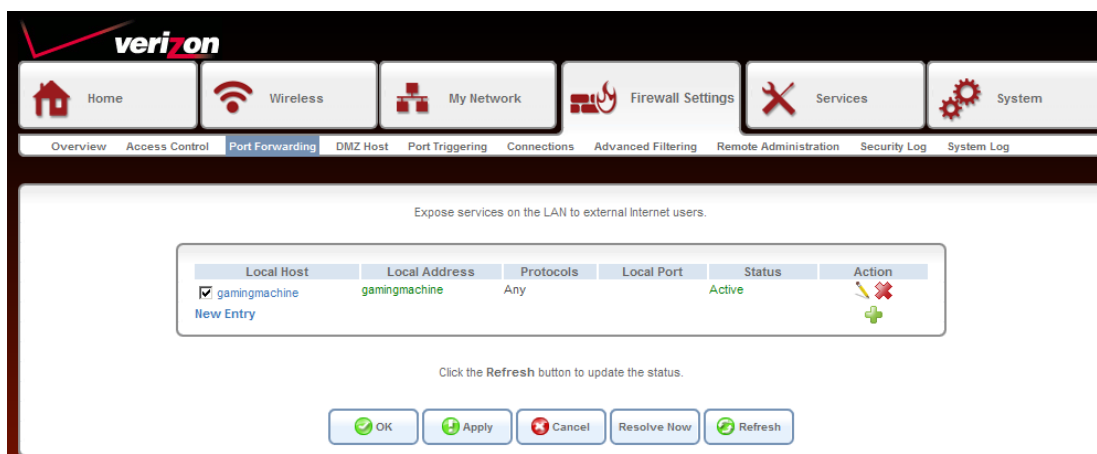 verizon
Home Wireless My Network Firewall Settings Services System
Overview Access Control Port Forwarding DMZ Host Port Triggering Connections Advanced Filtering Remote Administration Security Log System Log
Expose services on the LAN to external Internet users.
Local Host Local Address Protocols Local Port Status Action
gamingmachine gamingmachine Any Active
New Entry
Click the Refresh button to update the status.
OK Apply Cancel Resolve Now Refresh